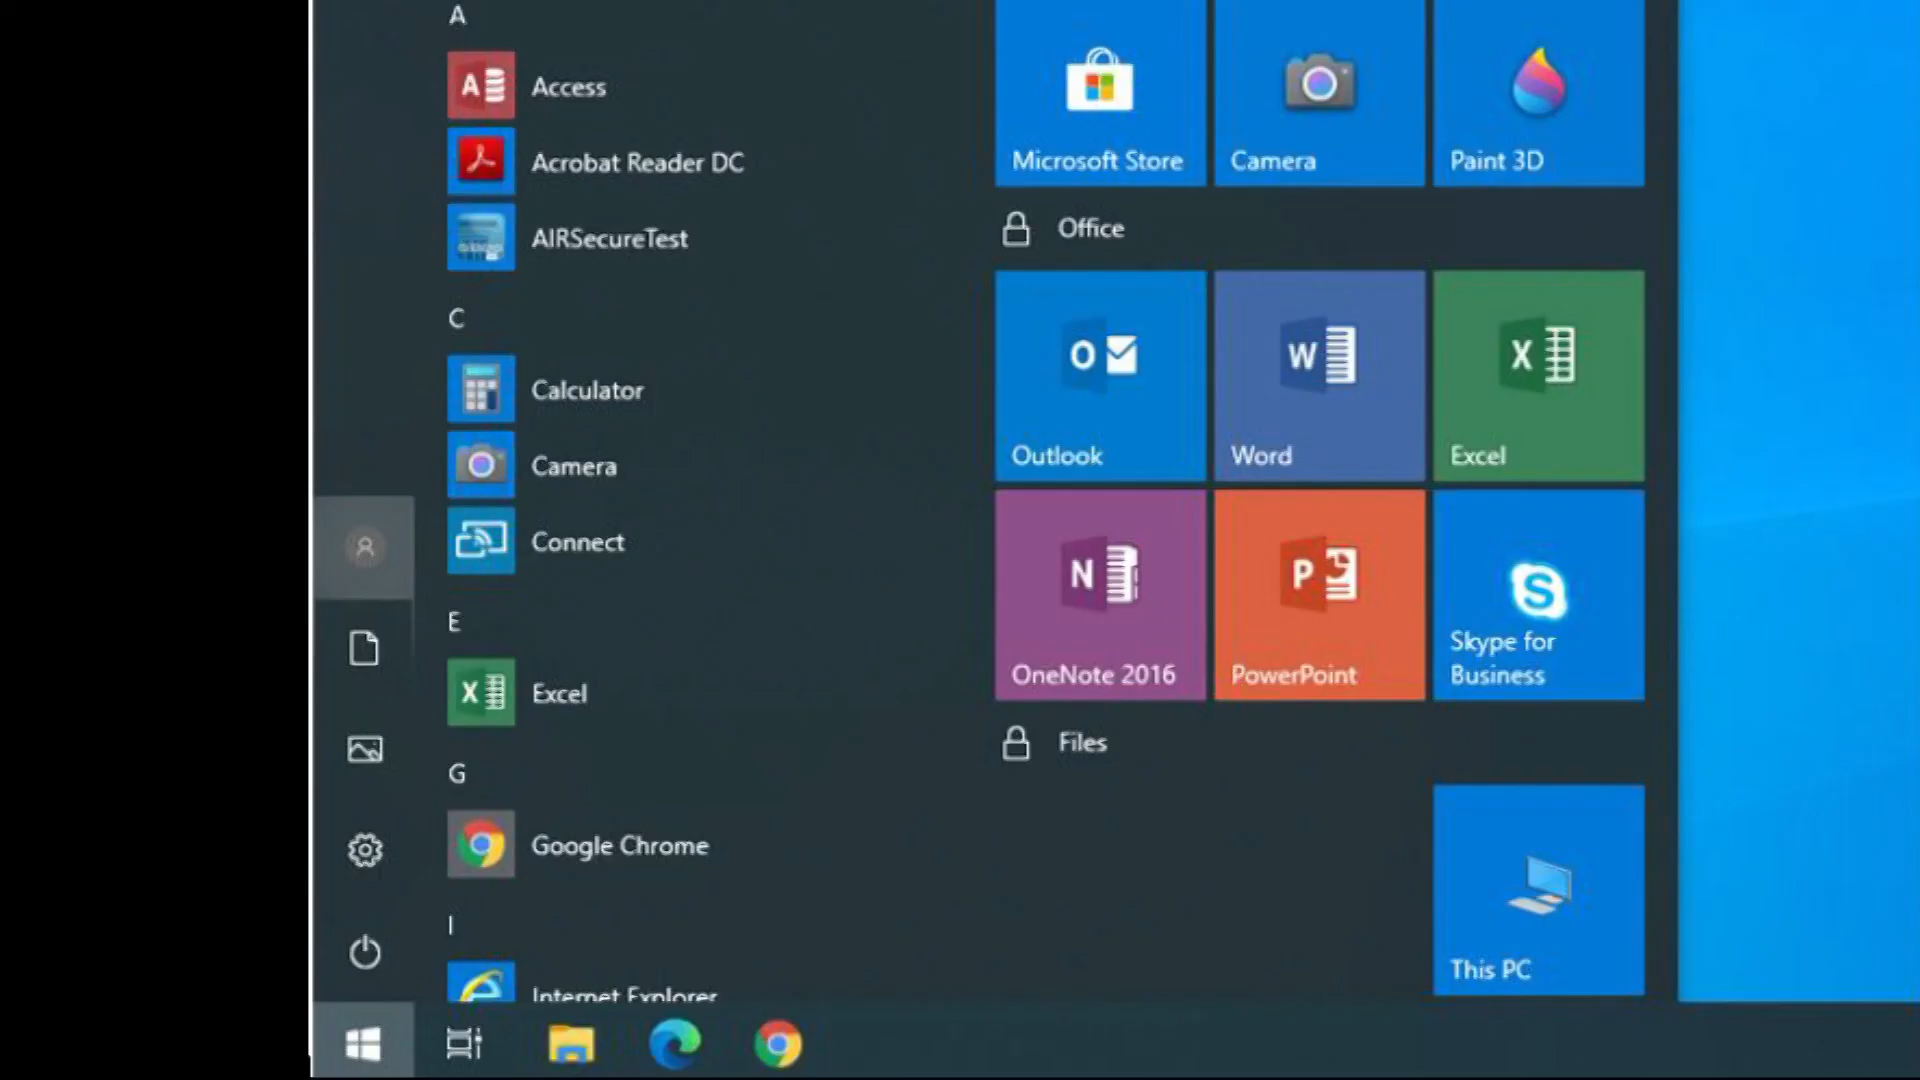 A
Access
Acrobat Reader DC
AIRSecureTest
C
Calculator
Camera
Connect
E
Excel
G
Google Chrome
I
Internet Explorer
Microsoft Store
Camera
Paint 3D
Office
Outlook
Word
Excel
OneNote 2016
PowerPoint
Skype for
Business
Files
This PC